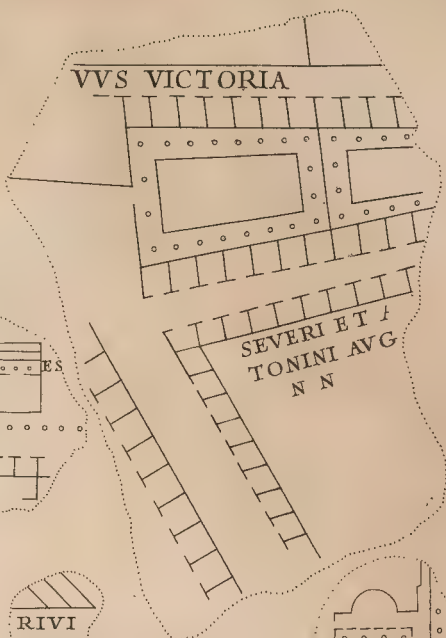 VVS VICTORIA
SEVERI ET A
TONINI AVG
N N
ES
RIVI